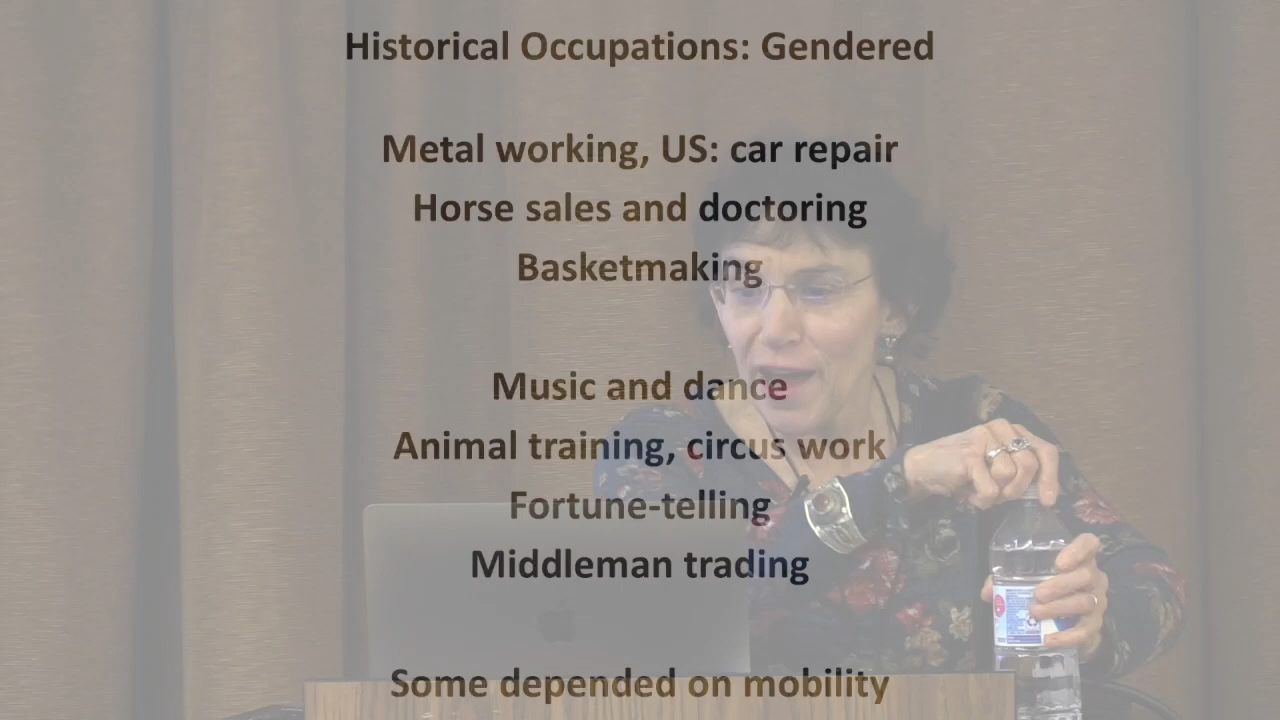 Historical Occupations: Gendered
Metal working, US: car repair
Horse sales and doctoring
Basketmaking
Music and dance
Animal training, circus work
Fortune-telling
Middleman trading
Some depended on mobility